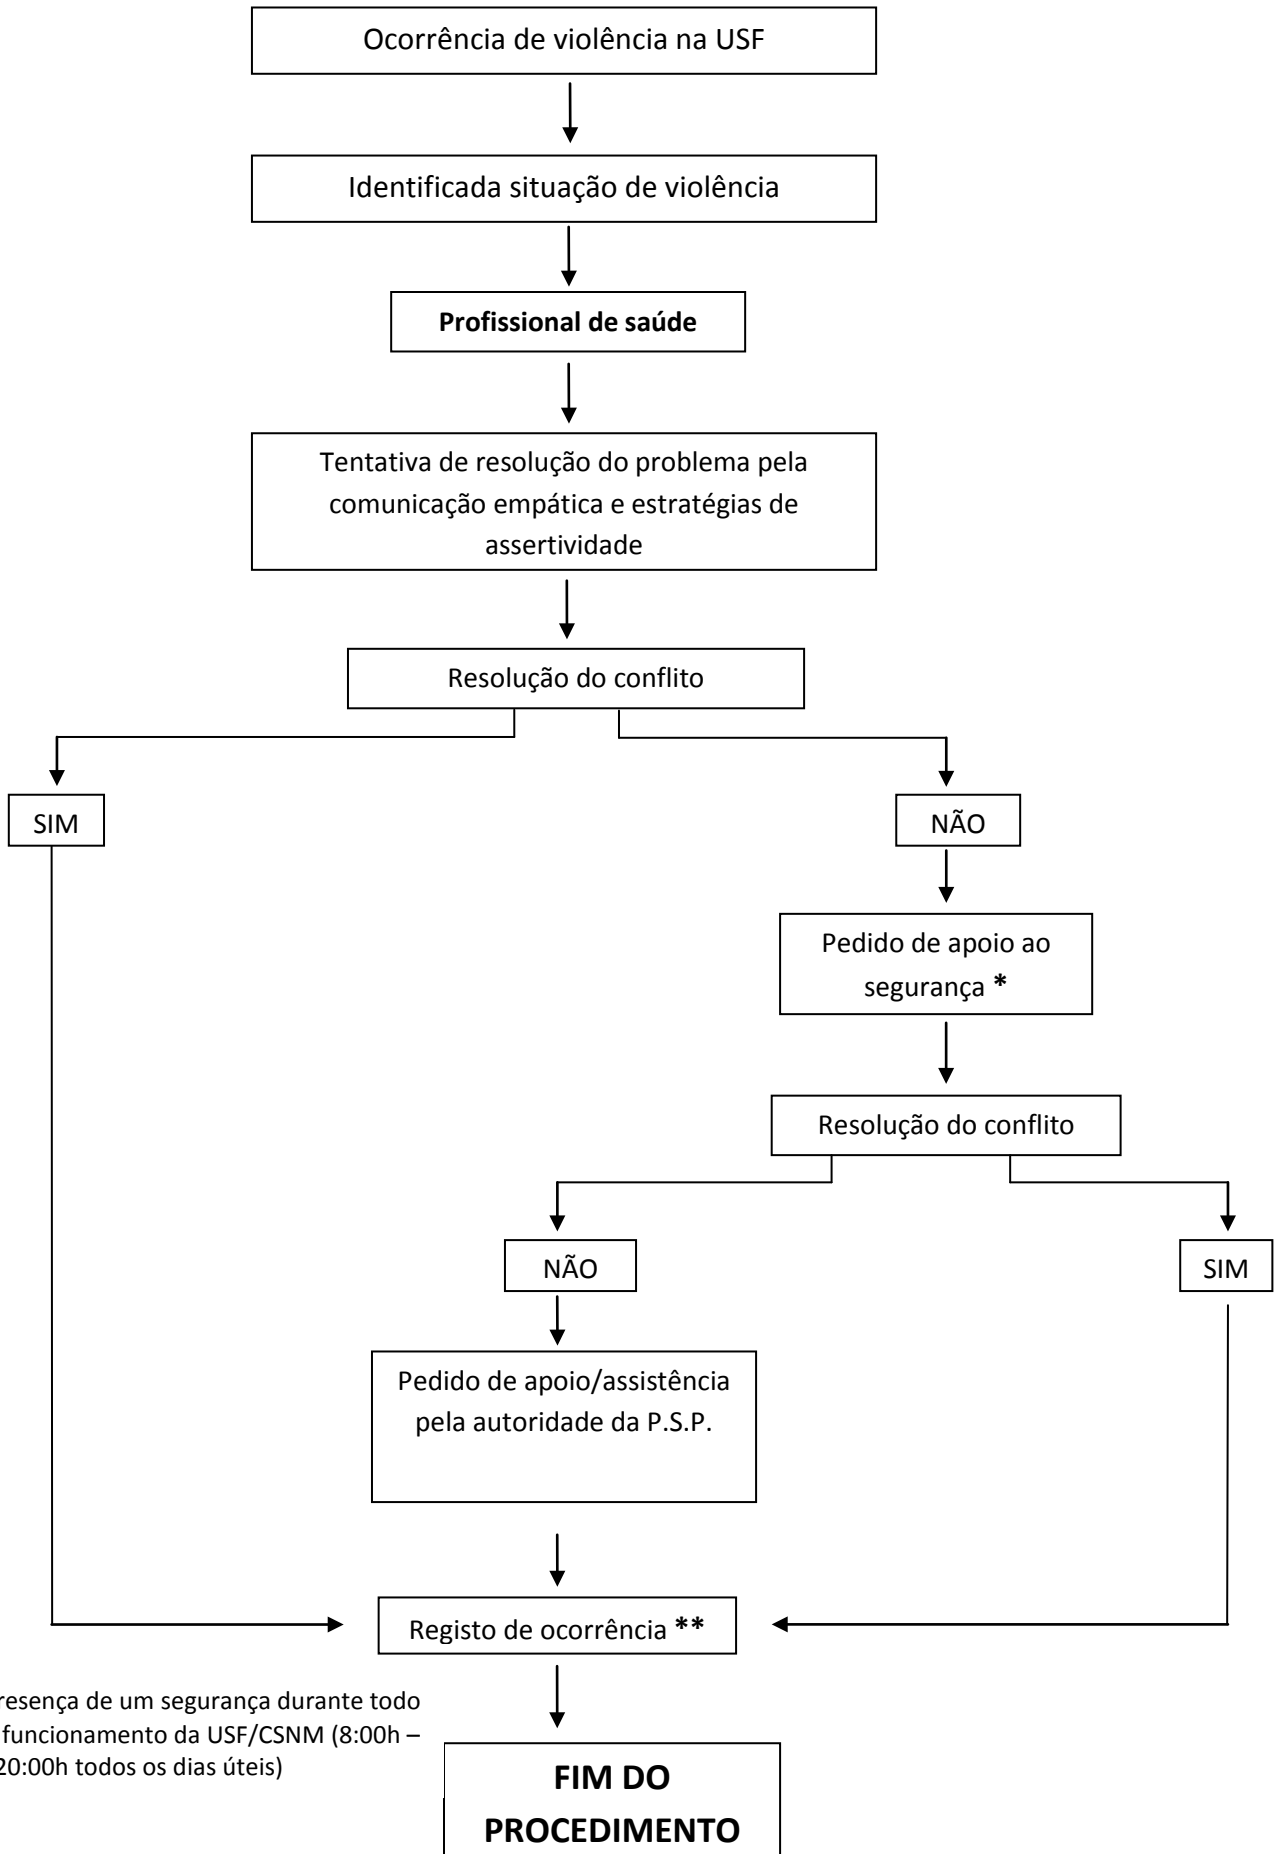 Ocorrência de violência na USF
Identificada situação de violência
Profissional de saúde
Tentativa de resolução do problema pela
comunicação empática e estratégias de
assertividade
Resolução do conflito
SIM
NÃO
Pedido de apoio ao
segurança *
Resolução do conflito
NÃO
SIM
Pedido de apoio/assistência
pela autoridade da P.S.P.
Registo de ocorrência **
resença de um segurança durante todo
funcionamento da USF/CSNM (8:00h –
20:00h todos os dias úteis)
FIM DO
PROCEDIMENTO